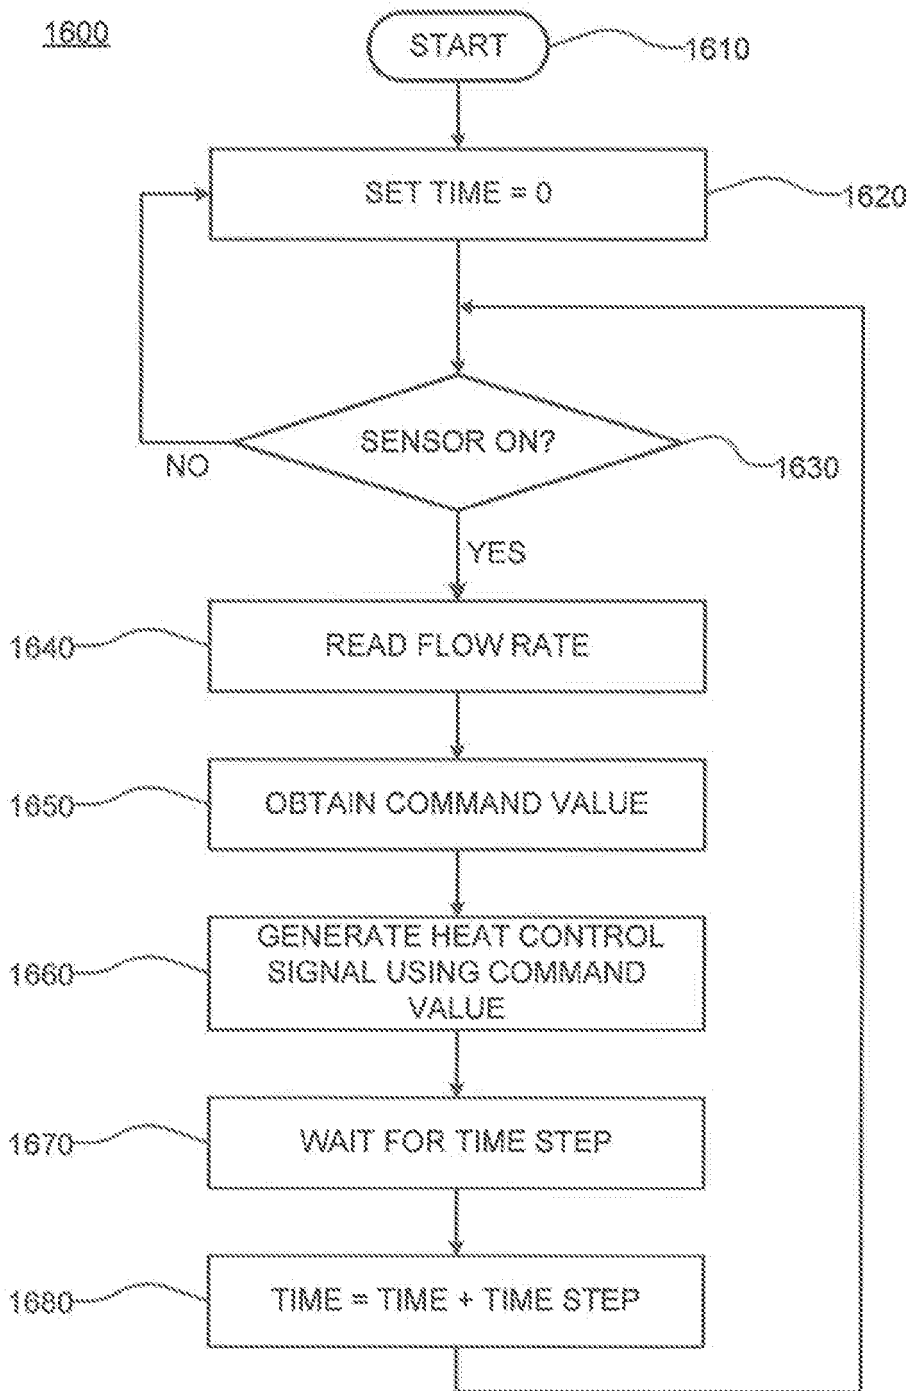 1600
START
1610
SET TIME = 0
1620
SENSOR ON?
1630
NO
YES
1640
READ FLOW RATE
1650
OBTAIN COMMAND VALUE
1660
GENERATE HEAT CONTROL
SIGNAL USING COMMAND
VALUE
1670
WAIT FOR TIME STEP
1680
TIME = TIME + TIME STEP